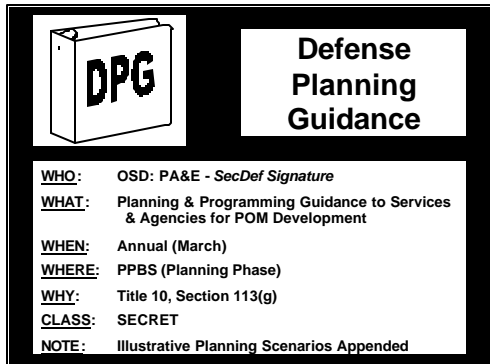 DPG
Defense
Planning
Guidance
WHO: OSD: PA&E - SecDef Signature
WHAT: Planning & Programming Guidance to Services
& Agencies for POM Development
WHEN: Annual (March)
WHERE: PPBS (Planning Phase)
WHY: Title 10, Section 113(g)
CLASS: SECRET
NOTE: Illustrative Planning Scenarios Appended